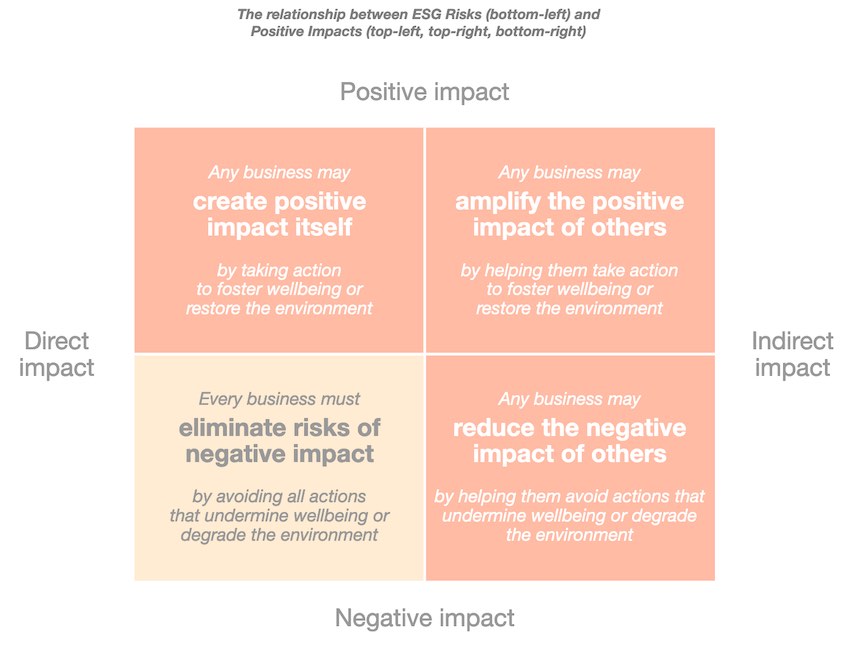 The relationship between ESG Risks (bottom-left) and
Positive Impacts (top-left, top-right, bottom-right)
Positive impact
Any business may
create positive
impact itself
by taking action
to foster wellbeing or
restore the environment
Any business may
amplify the positive
impact of others
by helping them take action
to foster wellbeing or
restore the environment
Direct
impact
Indirect
impact
Every business must
eliminate risks of
negative impact
by avoiding all actions
that undermine wellbeing or
degrade the environment
Any business may
reduce the negative
impact of others
by helping them avoid actions that
undermine wellbeing or degrade
the environment
Negative impact